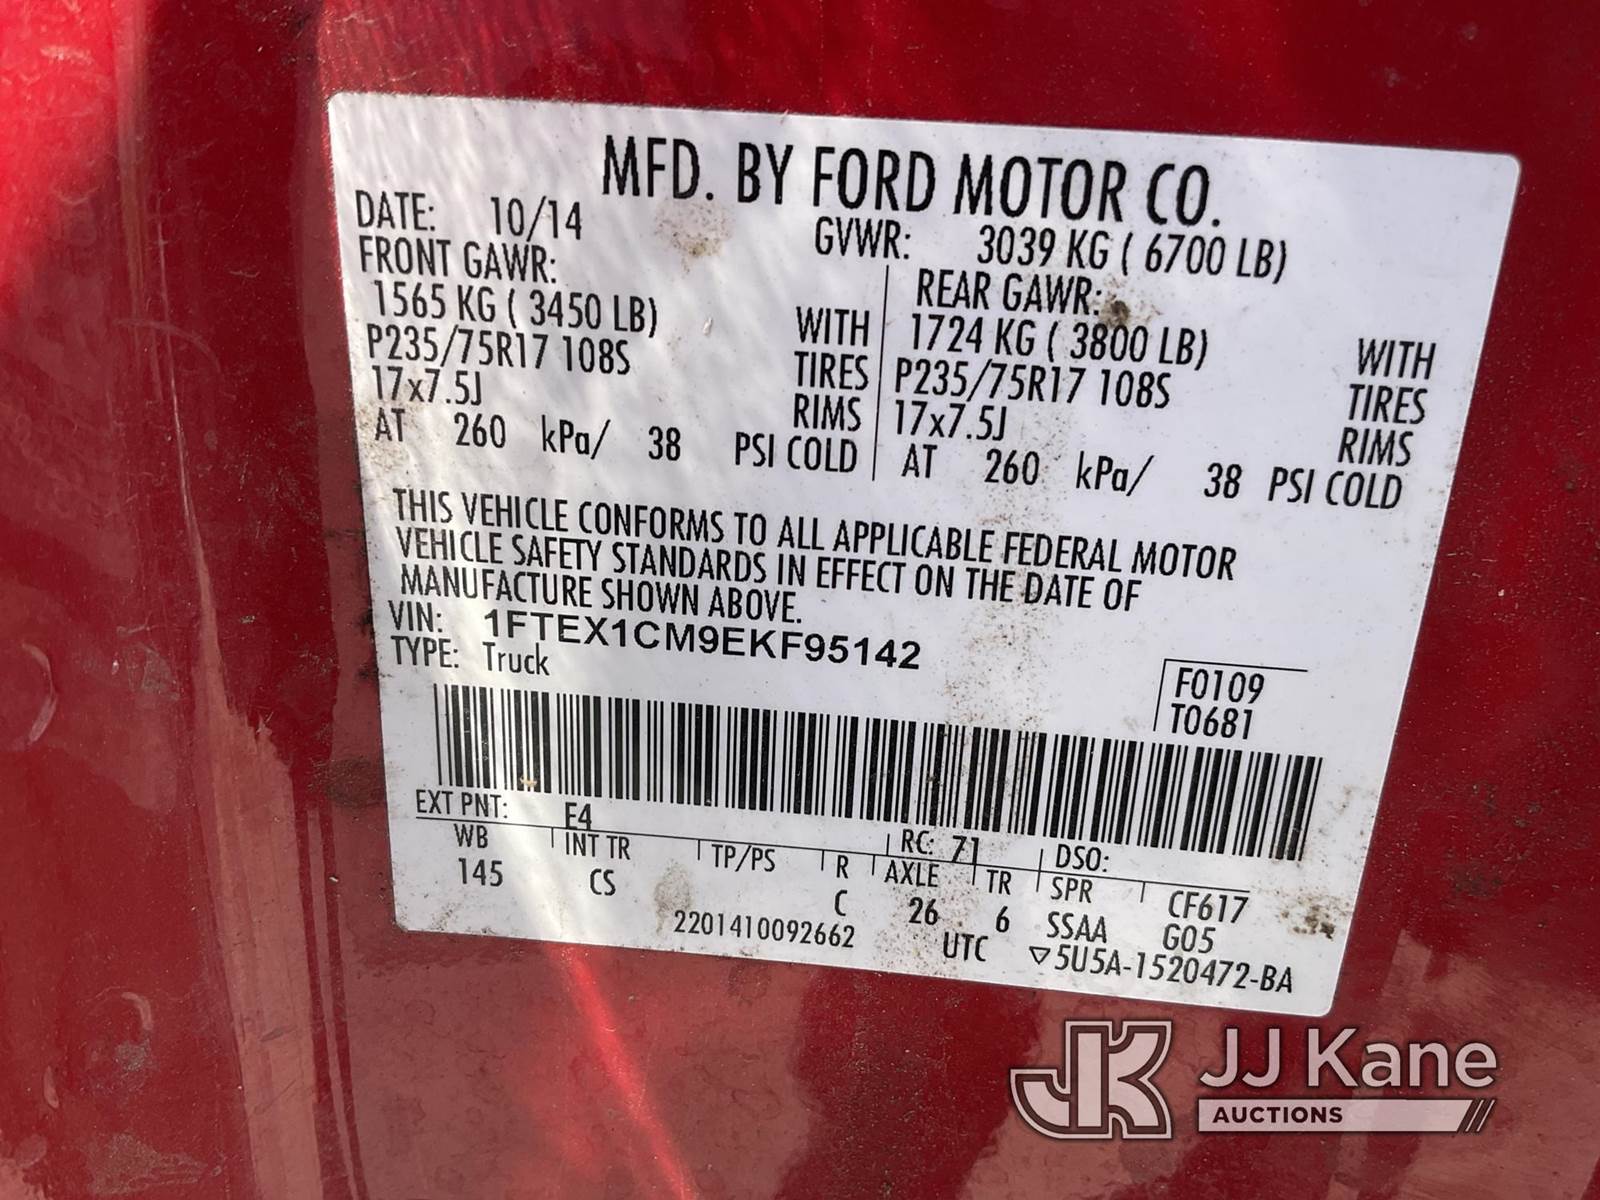 MFD. BY FORD MOTOR CO.
DATE: 10/14 GVWR: 3039 KG ( 6700 LB)
FRONT GAWR: REAR GAWR:
1565 KG ( 3450 LB) WITH 1724 KG ( 3800 LB) WITH
P235/75R17 108S TIRES P235/75R17 108S TIRES
17x7.5J RIMS 17x7.5J RIMS
AT 260 kPa/ 38 PSI COLD AT 260 kPa/ 38 PSI COLD
THIS VEHICLE CONFORMS TO ALL APPLICABLE FEDERAL MOTOR
VEHICLE SAFETY STANDARDS IN EFFECT ON THE DATE OF
MANUFACTURE SHOWN ABOVE.
VIN: 1FTEX1CM9EKF95142
TYPE: Truck
F0109
T0681
EXT PNT: E4 RC: 71 DSO:
WB INT TR TP/PS R AXLE TR SPR CF617
145 CS C 26 6 SSAA G05
2201410092662 UTC ▽5U5A-1520472-BA
JK JJ Kane
AUCTIONS